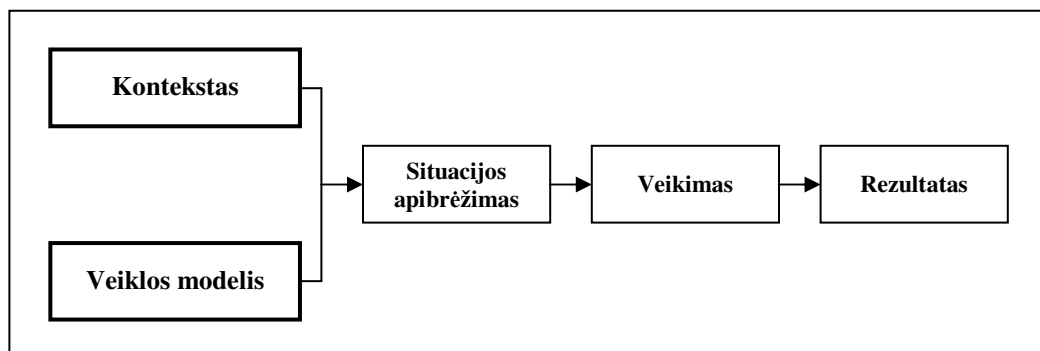 Kontekstas
Situacijos
apibrėžimas
Veikimas
Rezultatas
Veiklos modelis